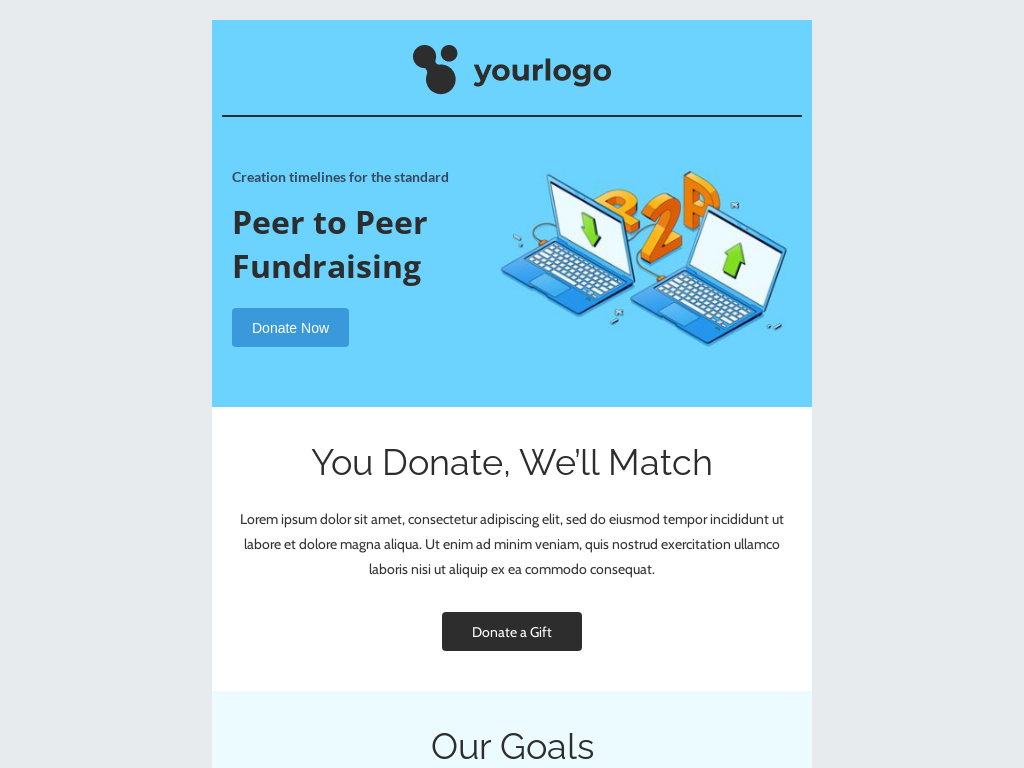 yourlogo
Creation timelines for the standard
Peer to Peer
Fundraising
P2P
Donate Now
You Donate, We’ll Match
Lorem ipsum dolor sit amet, consectetur adipiscing elit, sed do eiusmod tempor incididunt ut
labore et dolore magna aliqua. Ut enim ad minim veniam, quis nostrud exercitation ullamco
laboris nisi ut aliquip ex ea commodo consequat.
Donate a Gift
Our Goals